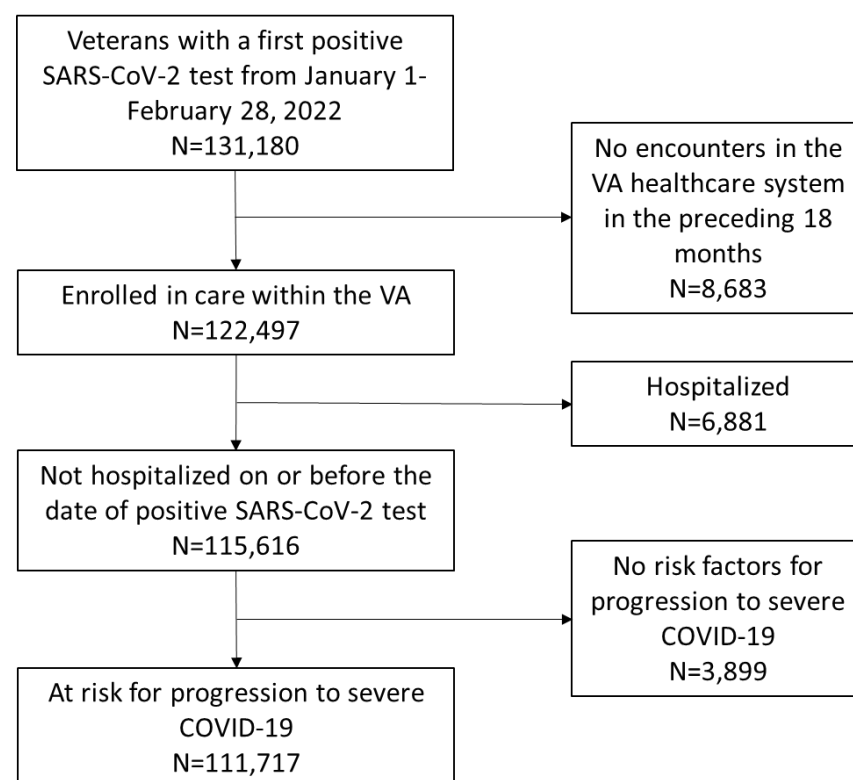 Veterans with a first positive
SARS-CoV-2 test from January 1-
February 28, 2022
N=131,180
No encounters in the
VA healthcare system
in the preceding 18
months
N=8,683
Enrolled in care within the VA
N=122,497
Hospitalized
N=6,881
Not hospitalized on or before the
date of positive SARS-CoV-2 test
N=115,616
No risk factors for
progression to severe
COVID-19
N=3,899
At risk for progression to severe
COVID-19
N=111,717